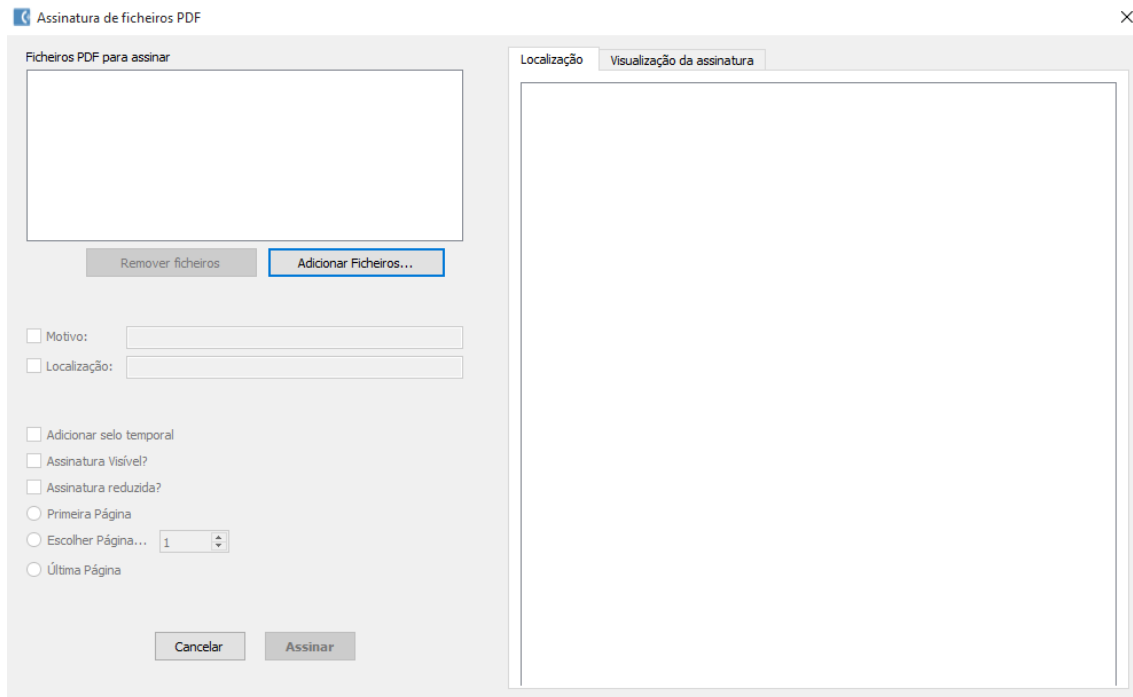 Assinatura de ficheiros PDF
Ficheiros PDF para assinar
Remover ficheiros
Adicionar Ficheiros...
Motivo:
Localização:
Adicionar selo temporal
Assinatura Visível?
Assinatura reduzida?
Primeira Página
Escolher Página... 1
Última Página
Cancelar
Assinar
Localização
Visualização da assinatura